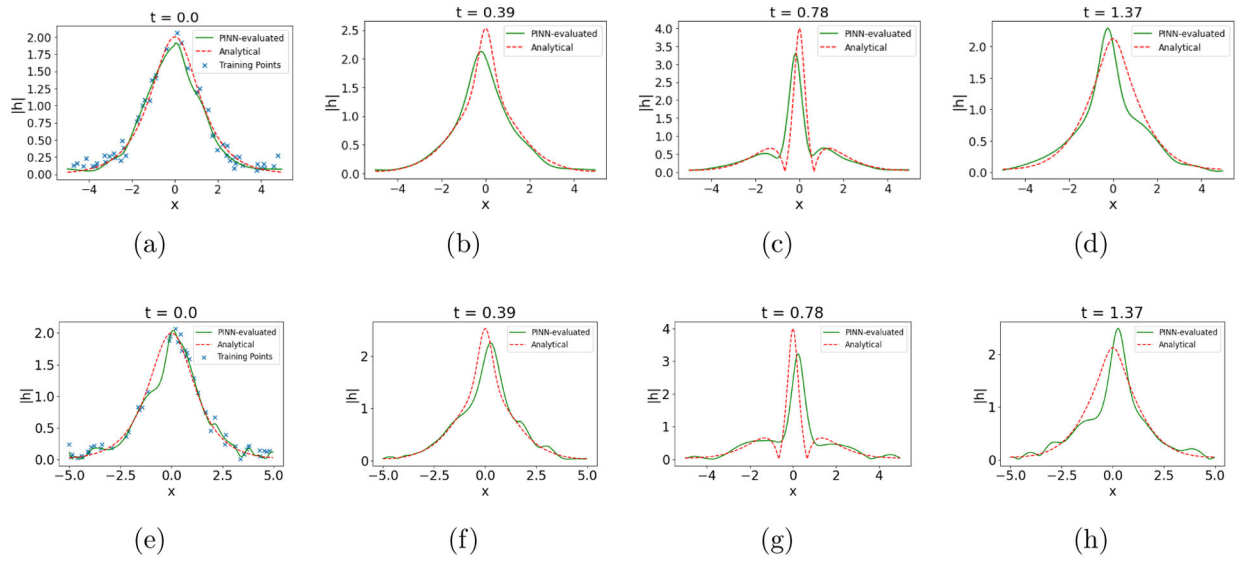 t = 0.0
2.00
1.75
1.50
1.25
1.00
0.75
0.50
0.25
0.00
|h|
PINN-evaluated
Analytical
Training Points
−4 −2 0 2 4
x
(a)
t = 0.39
2.5
2.0
1.5
1.0
0.5
0.0
|h|
PINN-evaluated
Analytical
−4 −2 0 2 4
x
(b)
t = 0.78
4.0
3.5
3.0
2.5
2.0
1.5
1.0
0.5
0.0
|h|
PINN-evaluated
Analytical
−4 −2 0 2 4
x
(c)
t = 1.37
2.0
1.5
1.0
0.5
0.0
|h|
PINN-evaluated
Analytical
−4 −2 0 2 4
x
(d)
t = 0.0
2.0
1.5
1.0
0.5
0.0
|h|
PINN-evaluated
Analytical
Training Points
−5.0 −2.5 0.0 2.5 5.0
x
(e)
t = 0.39
2
1
0
|h|
PINN-evaluated
Analytical
−4 −2 0 2 4
x
(f)
t = 0.78
4
3
2
1
0
|h|
PINN-evaluated
Analytical
−4 −2 0 2 4
x
(g)
t = 1.37
2
1
0
|h|
PINN-evaluated
Analytical
−5.0 −2.5 0.0 2.5 5.0
x
(h)